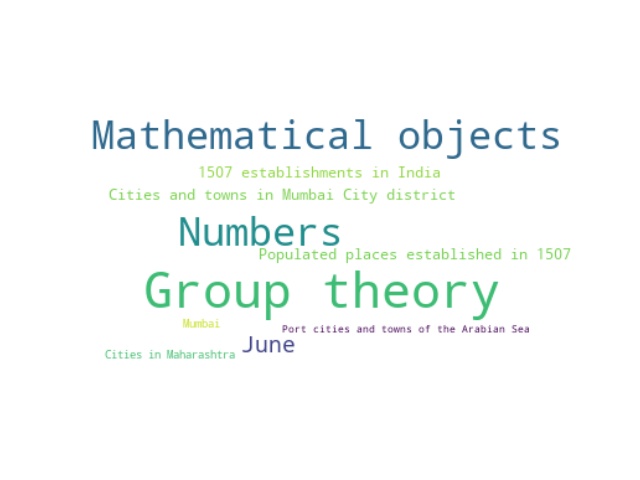 Mathematical objects
1507 establishments in India
Cities and towns in Mumbai City district
Numbers
Populated places established in 1507
Group theory
Mumbai
Port cities and towns of the Arabian Sea
June
Cities in Maharashtra